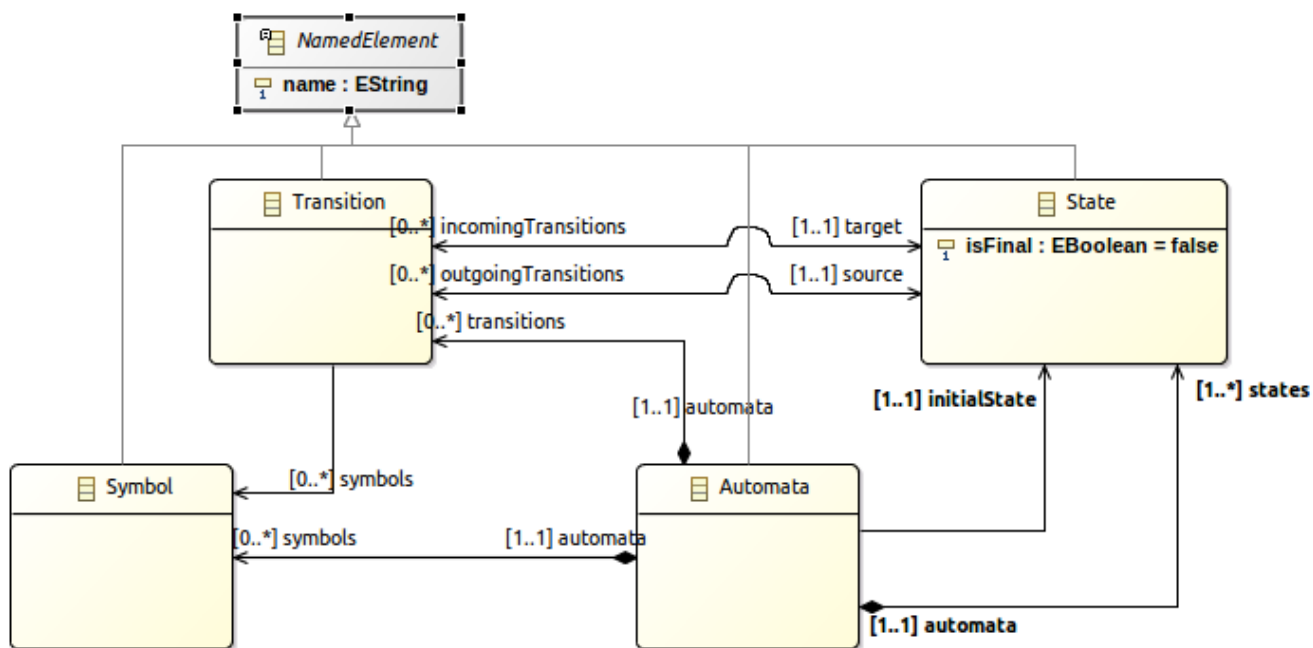 NamedElement
name : EString
Transition
State
[0..*] incomingTransitions
[1..1] target
isFinal : EBoolean = false
[0..*] outgoingTransitions
[1..1] source
[0..*] transitions
[1..1] initialState
[1..*] states
[1..1] automata
Symbol
[0..*] symbols
Automata
[0..*] symbols
[1..1] automata
[1..1] automata